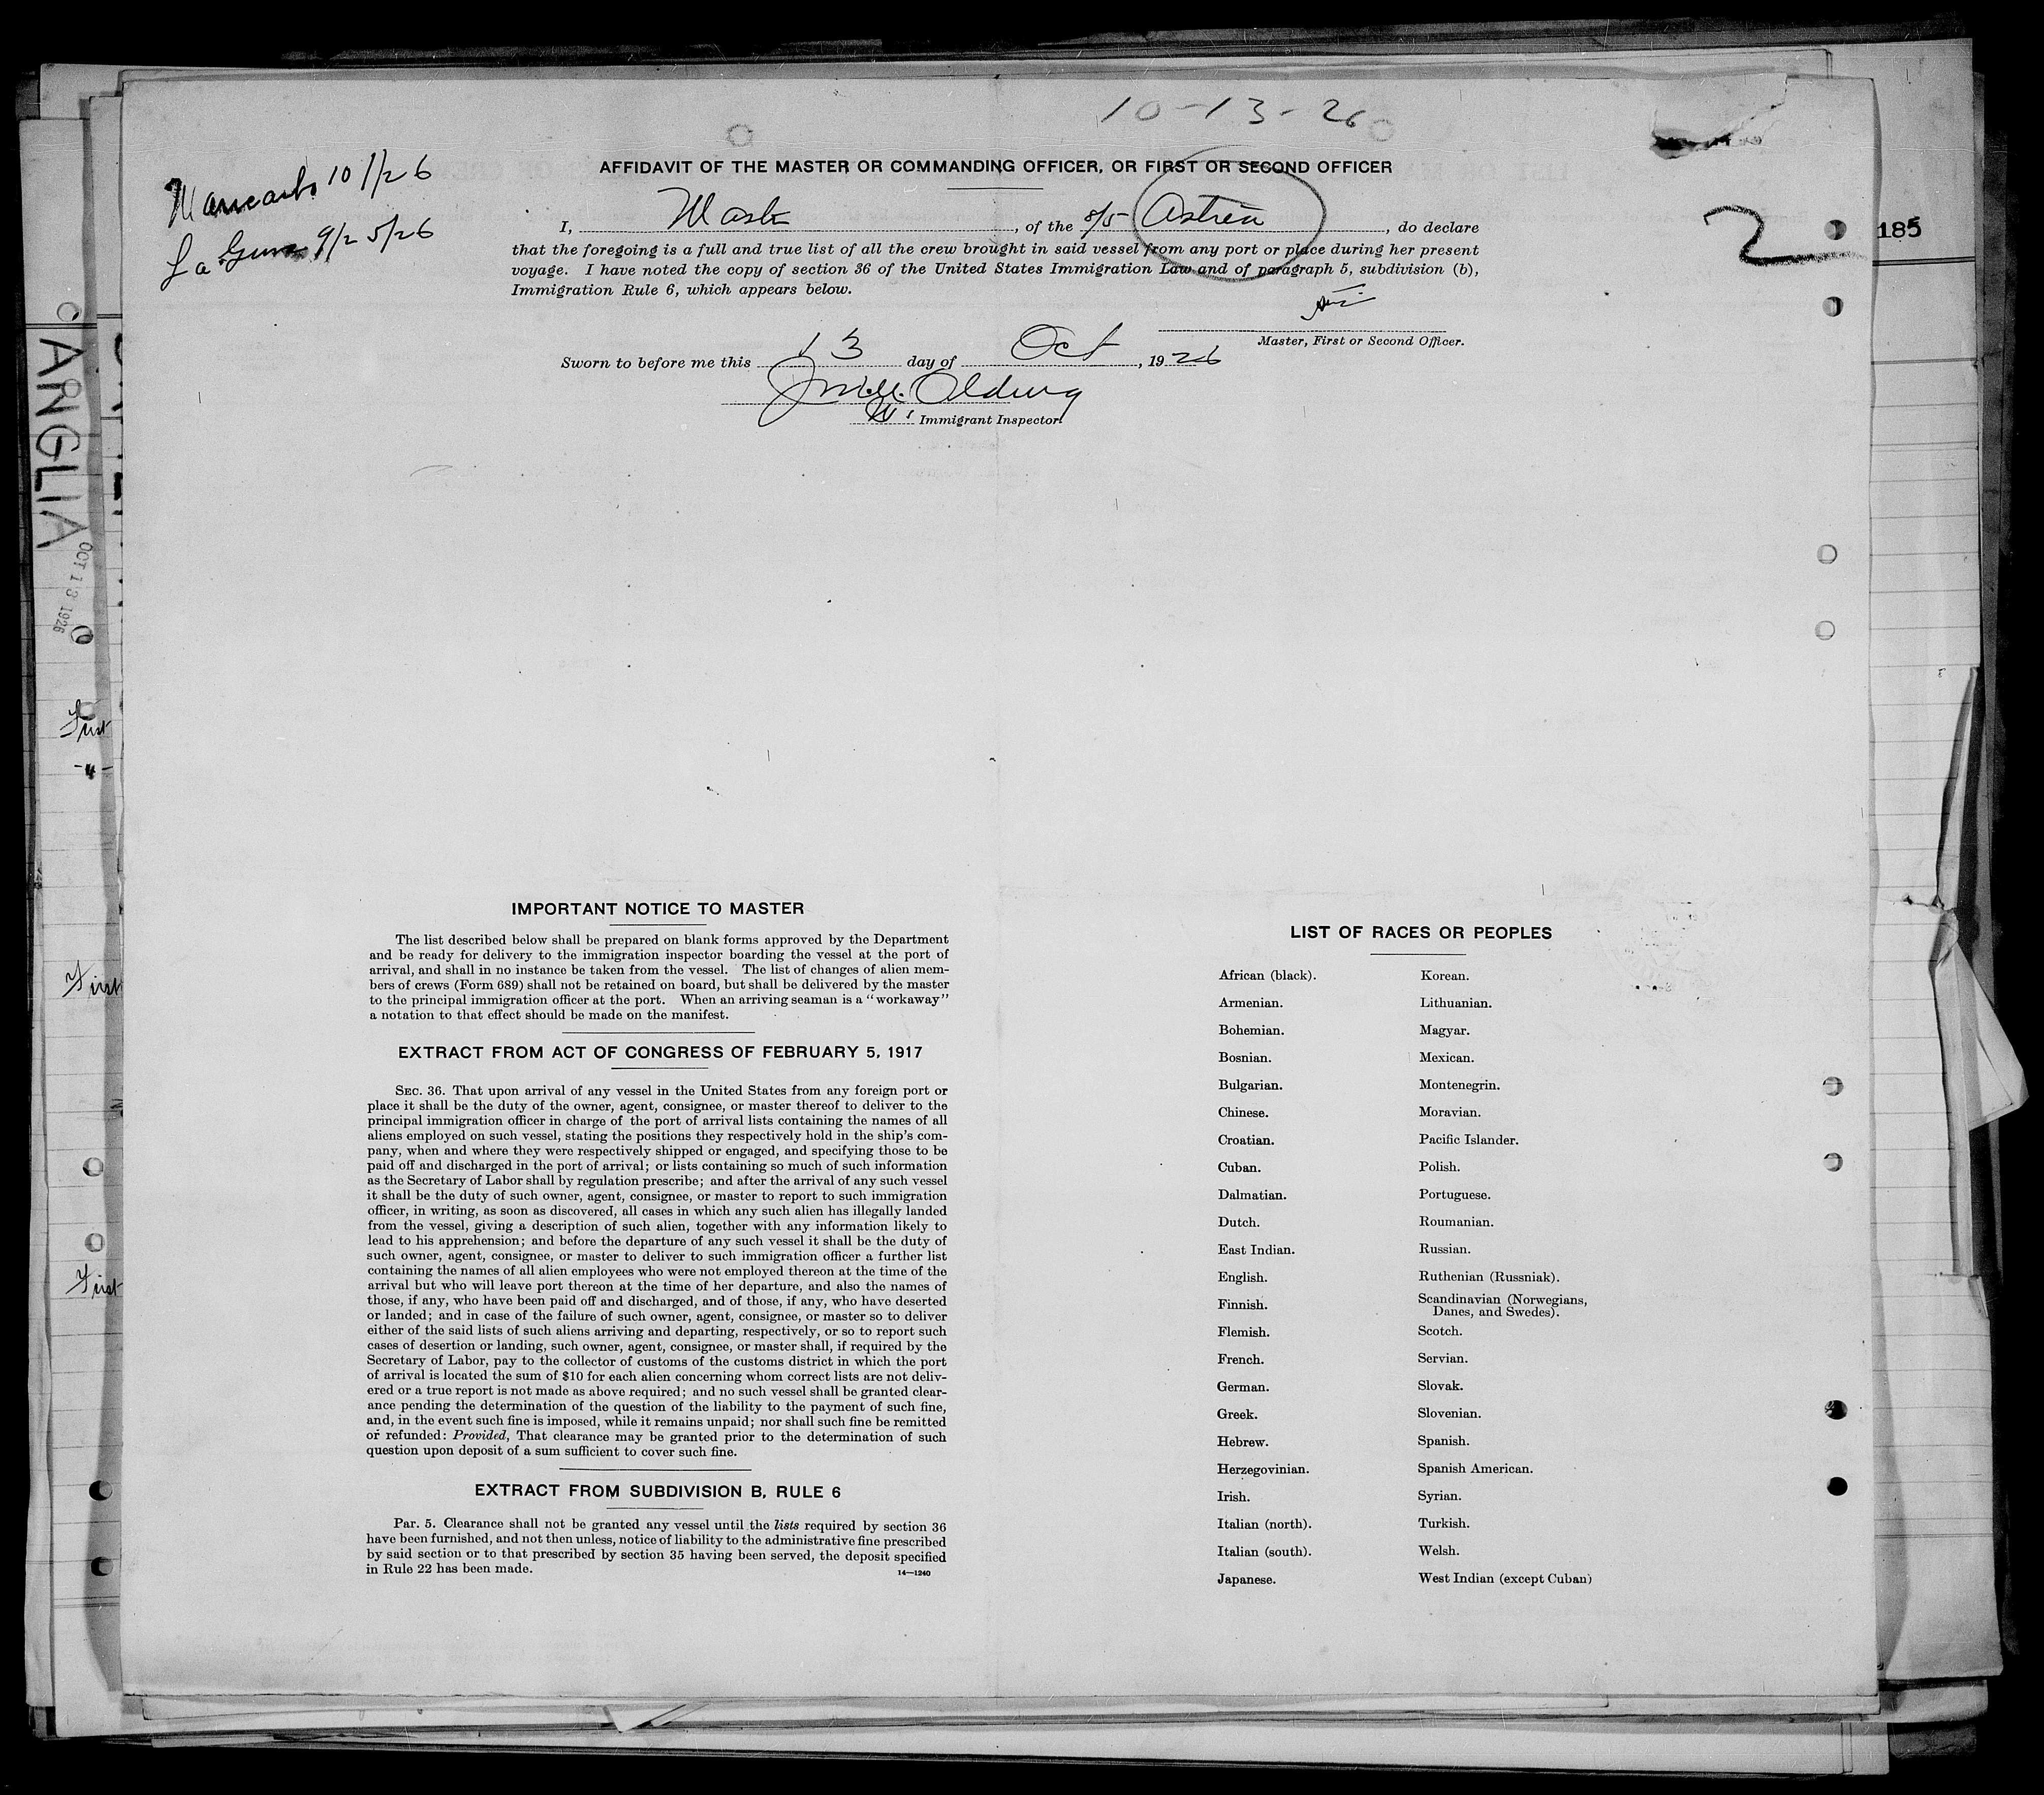 10-13-26
AFFIDAVIT OF THE MASTER OR COMMANDING OFFICER, OR FIRST OR SECOND OFFICER
10/1/26
La 9/25/26
I, , of the S/S Astrea, do declare
that the foregoing is a full and true list of all the crew brought in said vessel from any port or place during her present
voyage. I have noted the copy of section 36 of the United States Immigration Law and of paragraph 5, subdivision (b),
Immigration Rule 6, which appears below.
2
185
Master, First or Second Officer.
Sworn to before me this 13 day of Oct, 1926
Immigrant Inspector.
ANGLIA
OCT 13 1926
First
-4-
First
First
IMPORTANT NOTICE TO MASTER
The list described below shall be prepared on blank forms approved by the Department
and be ready for delivery to the immigration inspector boarding the vessel at the port of
arrival, and shall in no instance be taken from the vessel. The list of changes of alien mem-
bers of crews (Form 689) shall not be retained on board, but shall be delivered by the master
to the principal immigration officer at the port. When an arriving seaman is a "workaway"
a notation to that effect should be made on the manifest.
EXTRACT FROM ACT OF CONGRESS OF FEBRUARY 5, 1917
SEC. 36. That upon arrival of any vessel in the United States from any foreign port or
place it shall be the duty of the owner, agent, consignee, or master thereof to deliver to the
principal immigration officer in charge of the port of arrival lists containing the names of all
aliens employed on such vessel, stating the positions they respectively hold in the ship's com-
pany, when and where they were respectively shipped or engaged, and specifying those to be
paid off and discharged in the port of arrival; or lists containing so much of such information
as the Secretary of Labor shall by regulation prescribe; and after the arrival of any such vessel
it shall be the duty of such owner, agent, consignee, or master to report to such immigration
officer, in writing, as soon as discovered, all cases in which any such alien has illegally landed
from the vessel, giving a description of such alien, together with any information likely to
lead to his apprehension; and before the departure of any such vessel it shall be the duty of
such owner, agent, consignee, or master to deliver to such immigration officer a further list
containing the names of all alien employees who were not employed thereon at the time of the
arrival but who will leave port thereon at the time of her departure, and also the names of
those, if any, who have been paid off and discharged, and of those, if any, who have deserted
or landed; and in case of the failure of such owner, agent, consignee, or master so to deliver
either of the said lists of such aliens arriving and departing, respectively, or so to report such
cases of desertion or landing, such owner, agent, consignee, or master shall, if required by the
Secretary of Labor, pay to the collector of customs of the customs district in which the port
of arrival is located the sum of $10 for each alien concerning whom correct lists are not deliv-
ered or a true report is not made as above required; and no such vessel shall be granted clear-
ance pending the determination of the question of the liability to the payment of such fine,
and, in the event such fine is imposed, while it remains unpaid; nor shall such fine be remitted
or refunded: Provided, That clearance may be granted prior to the determination of such
question upon deposit of a sum sufficient to cover such fine.
EXTRACT FROM SUBDIVISION B, RULE 6
Par. 5. Clearance shall not be granted any vessel until the lists required by section 36
have been furnished, and not then unless, notice of liability to the administrative fine prescribed
by said section or to that prescribed by section 35 having been served, the deposit specified
in Rule 22 has been made.
14—1240
LIST OF RACES OR PEOPLES
African (black). Korean.
Armenian. Lithuanian.
Bohemian. Magyar.
Bosnian. Mexican.
Bulgarian. Montenegrin.
Chinese. Moravian.
Croatian. Pacific Islander.
Cuban. Polish.
Dalmatian. Portuguese.
Dutch. Roumanian.
East Indian. Russian.
English. Ruthenian (Russniak).
Finnish. Scandinavian (Norwegians,
Danes, and Swedes).
Flemish. Scotch.
French. Servian.
German. Slovak.
Greek. Slovenian.
Hebrew. Spanish.
Herzegovinian. Spanish American.
Irish. Syrian.
Italian (north). Turkish.
Italian (south). Welsh.
Japanese. West Indian (except Cuban)